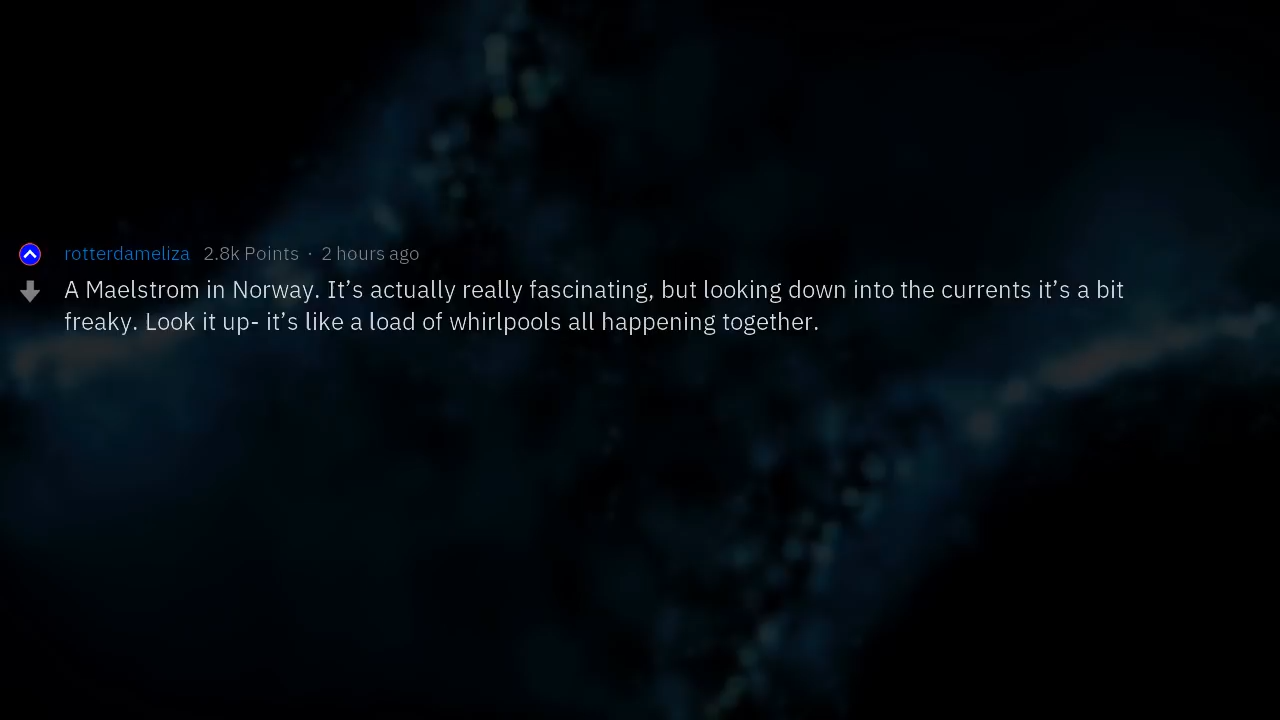 rotterdameliza 2.8k Points · 2 hours ago
A Maelstrom in Norway. It’s actually really fascinating, but looking down into the currents it’s a bit
freaky. Look it up- it’s like a load of whirlpools all happening together.